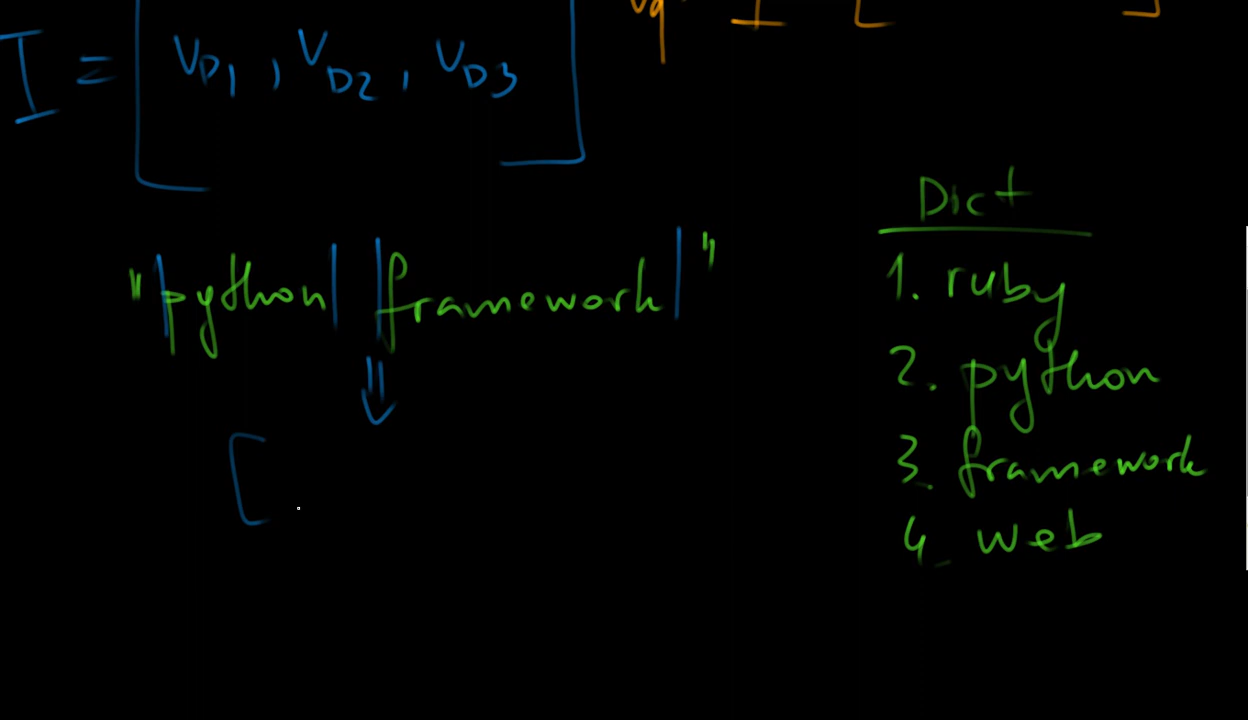 I = [ VD1, VD2, VD3 ]
"|python| |framework|"
⇓
[
Dict
1. ruby
2. python
3. framework
4. web